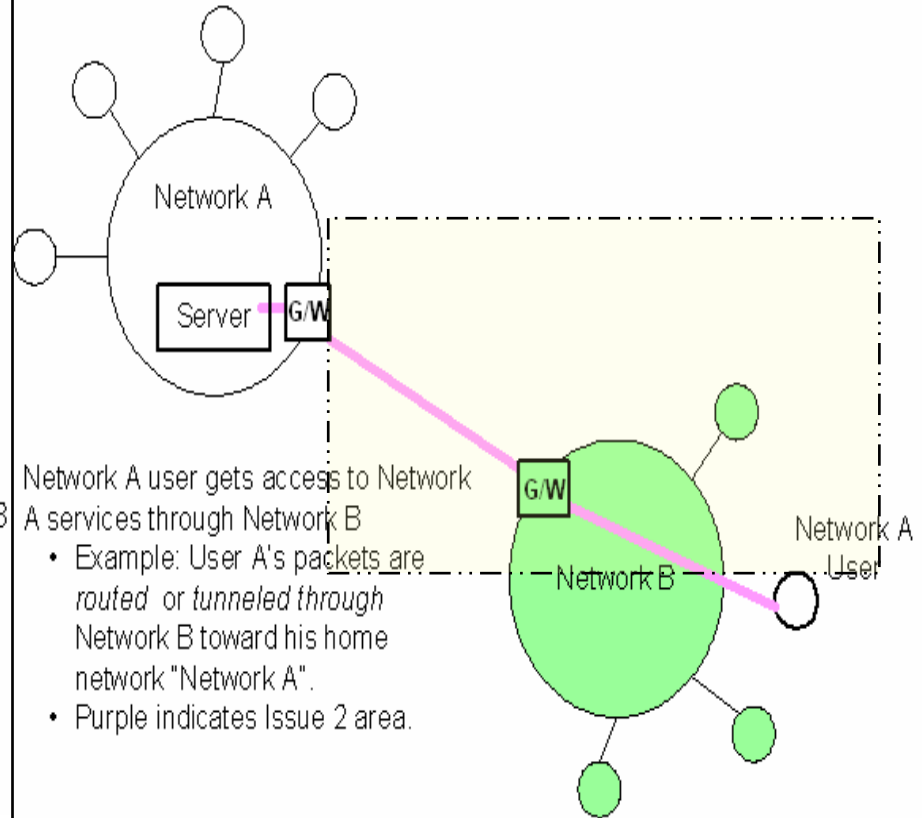 Network A
Server
G/W
G/W
Network B
Network A
User
Network A user gets access to Network
A services through Network B
• Example: User A's packets are
routed or tunneled through
Network B toward his home
network "Network A".
• Purple indicates Issue 2 area.